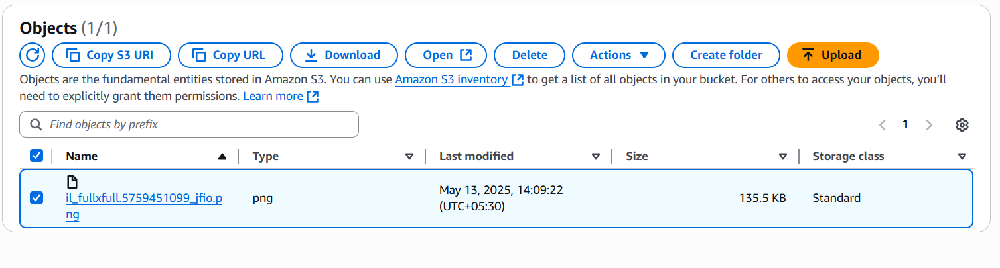 Objects (1/1)
Copy S3 URI Copy URL Download Open Delete Actions Create folder Upload
Objects are the fundamental entities stored in Amazon S3. You can use Amazon S3 inventory to get a list of all objects in your bucket. For others to access your objects, you’ll
need to explicitly grant them permissions. Learn more
Find objects by prefix 1
Name Type Last modified Size Storage class
il_fullxfull.5759451099_jfio.p
ng
png
May 13, 2025, 14:09:22
(UTC+05:30)
135.5 KB
Standard